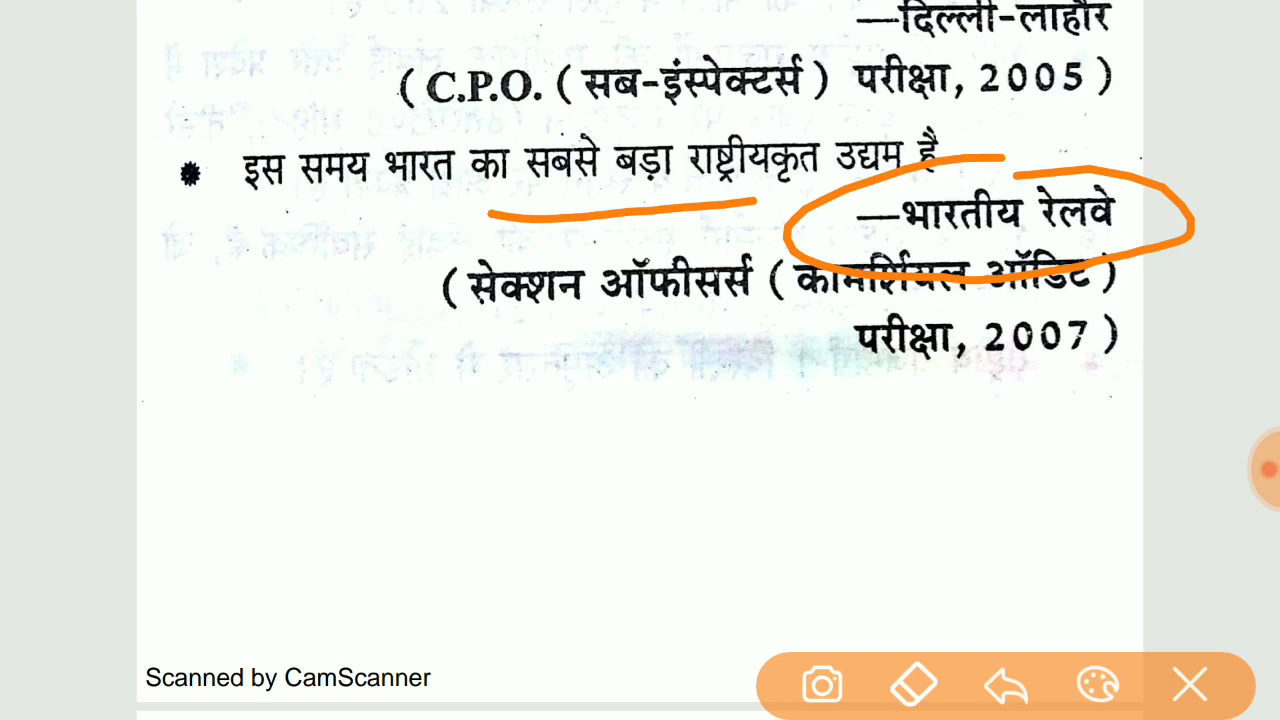 —दिल्ली-लाहौर
( C.P.O. ( सब-इंस्पेक्टर्स ) परीक्षा, 2005 )
* इस समय भारत का सबसे बड़ा राष्ट्रीयकृत उद्यम है
—भारतीय रेलवे
( सेक्शन ऑफीसर्स ( कामर्शियल ऑडिट )
परीक्षा, 2007 )
Scanned by CamScanner